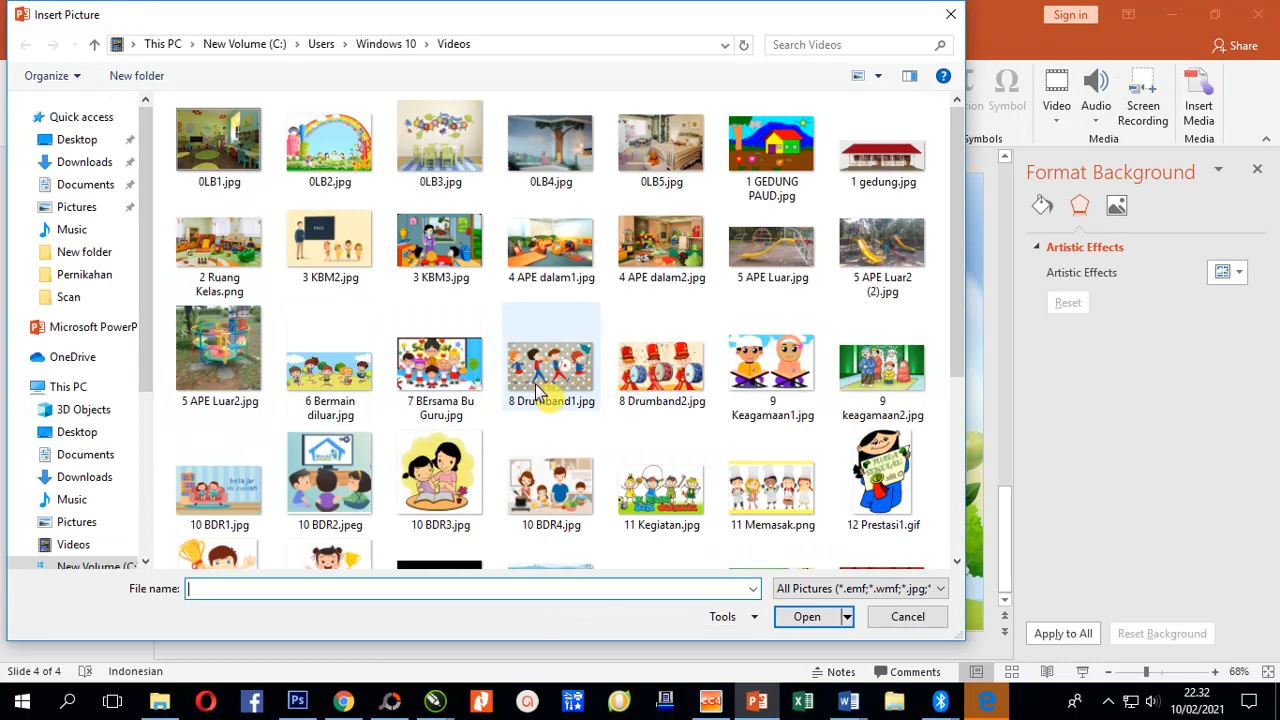 Insert Picture
Sign in
Share
This PC
New Volume (C:)
Users
Windows 10
Videos
Search Videos
Organize
New folder
Symbol
Video
Audio
Screen Recording
Insert Media
Media
Media
Quick access
Desktop
Downloads
Documents
Pictures
Music
New folder
Pernikahan
Scan
Microsoft PowerP
OneDrive
This PC
3D Objects
Desktop
Documents
Downloads
Music
Pictures
Videos
New Volume (C:
0LB1.jpg
0LB2.jpg
0LB3.jpg
0LB4.jpg
0LB5.jpg
1 GEDUNG PAUD.jpg
1 gedung.jpg
2 Ruang Kelas.png
3 KBM2.jpg
3 KBM3.jpg
4 APE dalam1.jpg
4 APE dalam2.jpg
5 APE Luar.jpg
5 APE Luar2 (2).jpg
5 APE Luar2.jpg
6 Bermain diluar.jpg
7 BErsama Bu Guru.jpg
8 Drumband1.jpg
8 Drumband2.jpg
9 Keagamaan1.jpg
9 keagamaan2.jpg
10 BDR1.jpg
10 BDR2.jpeg
10 BDR3.jpg
10 BDR4.jpg
11 Kegiatan.jpg
11 Memasak.png
12 Prestasi1.gif
File name:
All Pictures (*.emf;*.wmf;*.jpg;*
Tools
Open
Cancel
Format Background
Artistic Effects
Artistic Effects
Reset
Apply to All
Reset Background
Slide 4 of 4
Indonesian
Notes
Comments
68%
22.32
10/02/2021